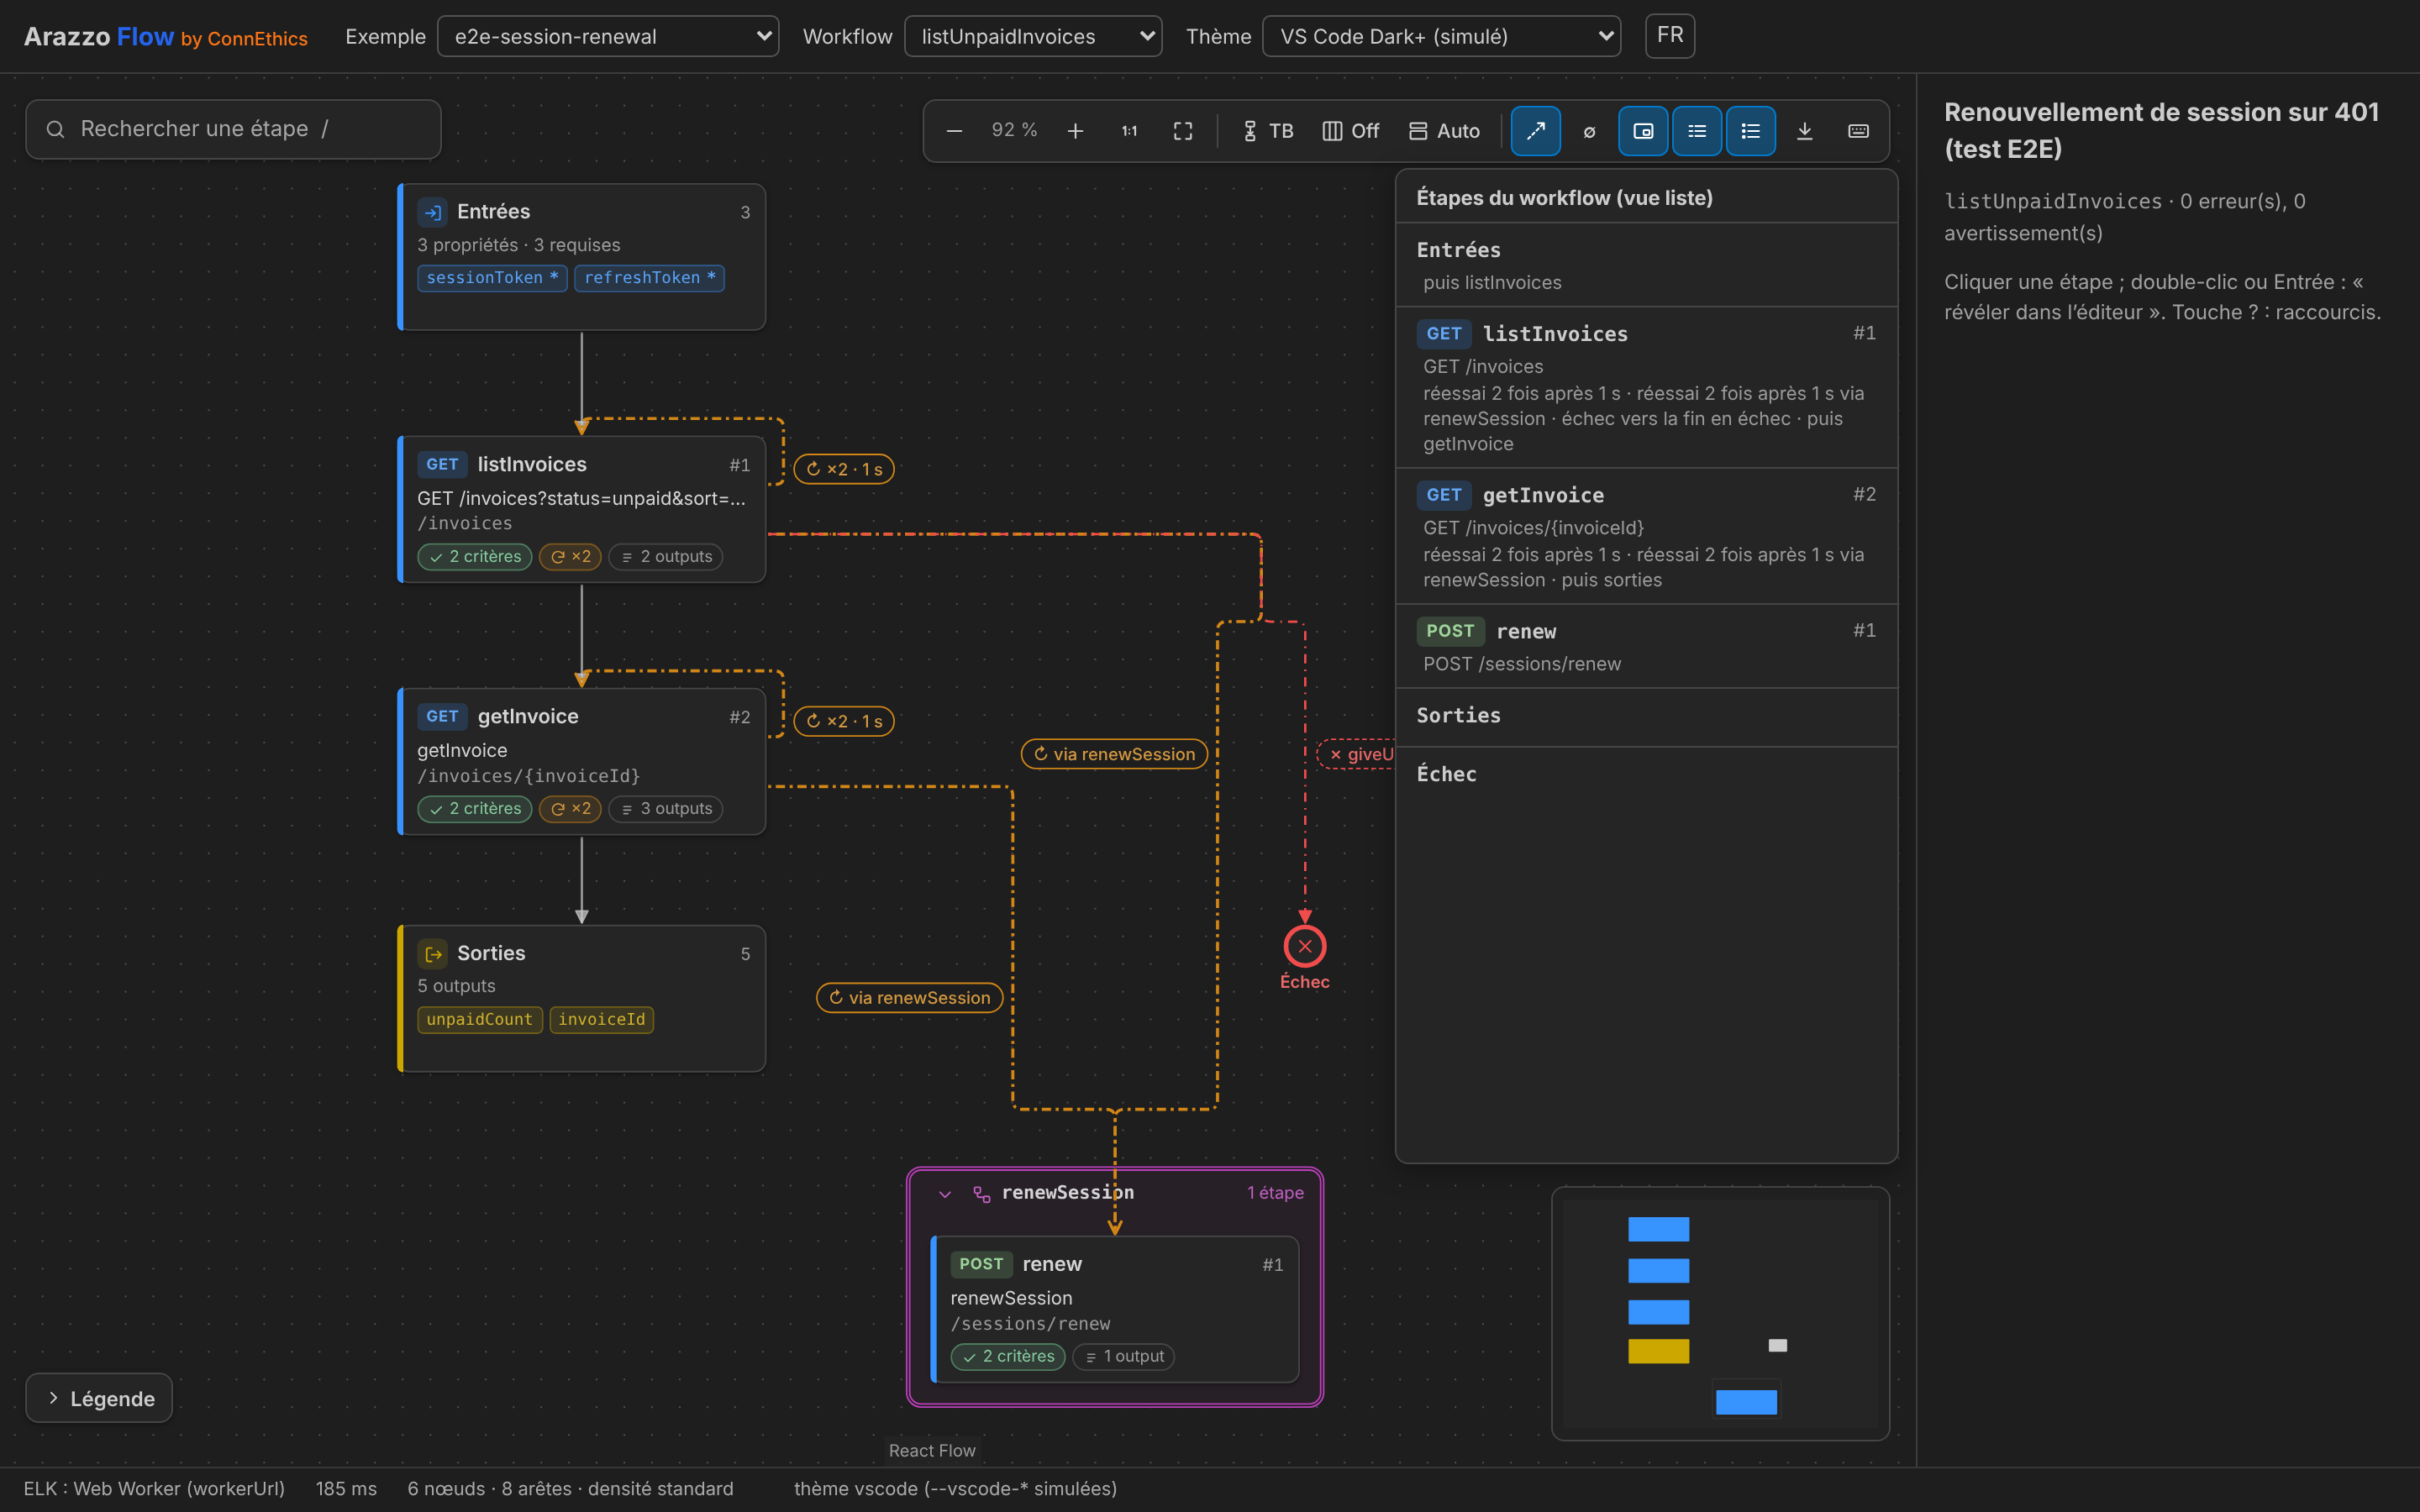 Arazzo Flow by ConnEthics
Exemple e2e-session-renewal
Workflow listUnpaidInvoices
Thème VS Code Dark+ (simulé)
FR
Rechercher une étape /
92 %
1:1
TB
Off
Auto
Entrées 3
3 propriétés · 3 requises
sessionToken * refreshToken *
GET listInvoices #1
GET /invoices?status=unpaid&sort=...
/invoices
2 critères ×2 2 outputs
×2 · 1 s
GET getInvoice #2
getInvoice
/invoices/{invoiceId}
2 critères ×2 3 outputs
×2 · 1 s
via renewSession
giveU
Échec
via renewSession
Sorties 5
5 outputs
unpaidCount invoiceId
renewSession 1 étape
POST renew #1
renewSession
/sessions/renew
2 critères 1 output
Étapes du workflow (vue liste)
Entrées
puis listInvoices
GET listInvoices #1
GET /invoices
réessai 2 fois après 1 s · réessai 2 fois après 1 s via
renewSession · échec vers la fin en échec · puis
getInvoice
GET getInvoice #2
GET /invoices/{invoiceId}
réessai 2 fois après 1 s · réessai 2 fois après 1 s via
renewSession · puis sorties
POST renew #1
POST /sessions/renew
Sorties
Échec
Renouvellement de session sur 401
(test E2E)
listUnpaidInvoices · 0 erreur(s), 0
avertissement(s)
Cliquer une étape ; double-clic ou Entrée : «
révéler dans l’éditeur ». Touche ? : raccourcis.
Légende
React Flow
ELK : Web Worker (workerUrl) 185 ms 6 nœuds · 8 arêtes · densité standard thème vscode (--vscode-* simulées)